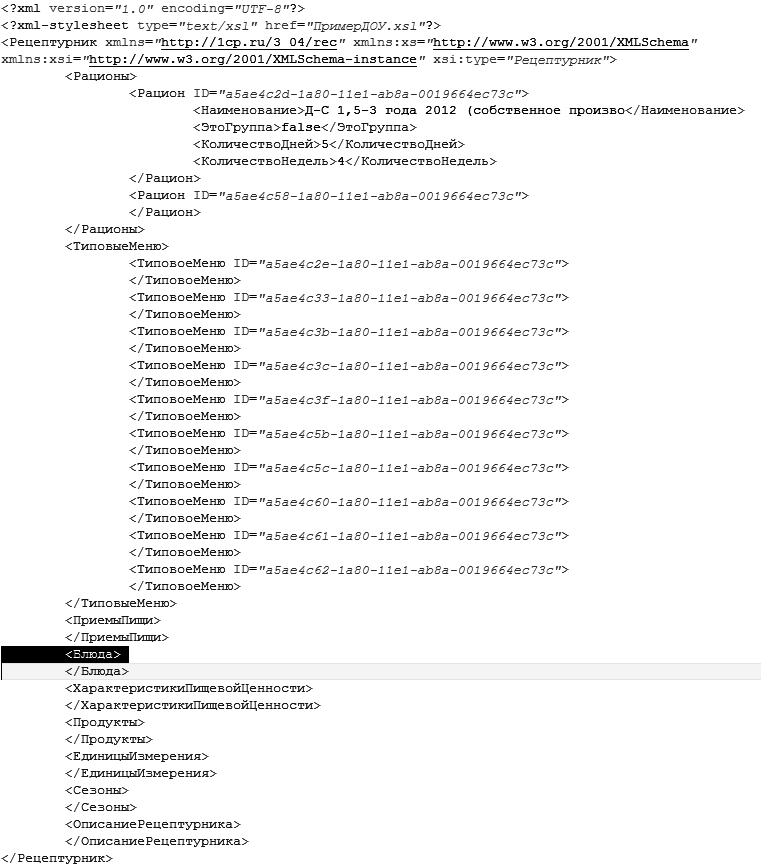 <?xml version="1.0" encoding="UTF-8"?>
<?xml-stylesheet type="text/xsl" href="ПримерДОУ.xsl"?>
<Рецептурник xmlns="http://1cp.ru/3_04/rec" xmlns:xs="http://www.w3.org/2001/XMLSchema"
xmlns:xsi="http://www.w3.org/2001/XMLSchema-instance" xsi:type="Рецептурник">
<Рационы>
<Рацион ID="a5ae4c2d-1a80-11e1-ab8a-0019664ec73c">
<Наименование>Д-С 1,5-3 года 2012 (собственное произво</Наименование>
<ЭтоГруппа>false</ЭтоГруппа>
<КоличествоДней>5</КоличествоДней>
<КоличествоНедель>4</КоличествоНедель>
</Рацион>
<Рацион ID="a5ae4c58-1a80-11e1-ab8a-0019664ec73c">
</Рацион>
</Рационы>
<ТиповыеМеню>
<ТиповоеМеню ID="a5ae4c2e-1a80-11e1-ab8a-0019664ec73c">
</ТиповоеМеню>
<ТиповоеМеню ID="a5ae4c33-1a80-11e1-ab8a-0019664ec73c">
</ТиповоеМеню>
<ТиповоеМеню ID="a5ae4c3b-1a80-11e1-ab8a-0019664ec73c">
</ТиповоеМеню>
<ТиповоеМеню ID="a5ae4c3c-1a80-11e1-ab8a-0019664ec73c">
</ТиповоеМеню>
<ТиповоеМеню ID="a5ae4c3f-1a80-11e1-ab8a-0019664ec73c">
</ТиповоеМеню>
<ТиповоеМеню ID="a5ae4c5b-1a80-11e1-ab8a-0019664ec73c">
</ТиповоеМеню>
<ТиповоеМеню ID="a5ae4c5c-1a80-11e1-ab8a-0019664ec73c">
</ТиповоеМеню>
<ТиповоеМеню ID="a5ae4c60-1a80-11e1-ab8a-0019664ec73c">
</ТиповоеМеню>
<ТиповоеМеню ID="a5ae4c61-1a80-11e1-ab8a-0019664ec73c">
</ТиповоеМеню>
<ТиповоеМеню ID="a5ae4c62-1a80-11e1-ab8a-0019664ec73c">
</ТиповоеМеню>
</ТиповыеМеню>
<ПриемыПищи>
</ПриемыПищи>
<Блюда>
</Блюда>
<ХарактеристикиПищевойЦенности>
</ХарактеристикиПищевойЦенности>
<Продукты>
</Продукты>
<ЕдиницыИзмерения>
</ЕдиницыИзмерения>
<Сезоны>
</Сезоны>
<ОписаниеРецептурника>
</ОписаниеРецептурника>
</Рецептурник>